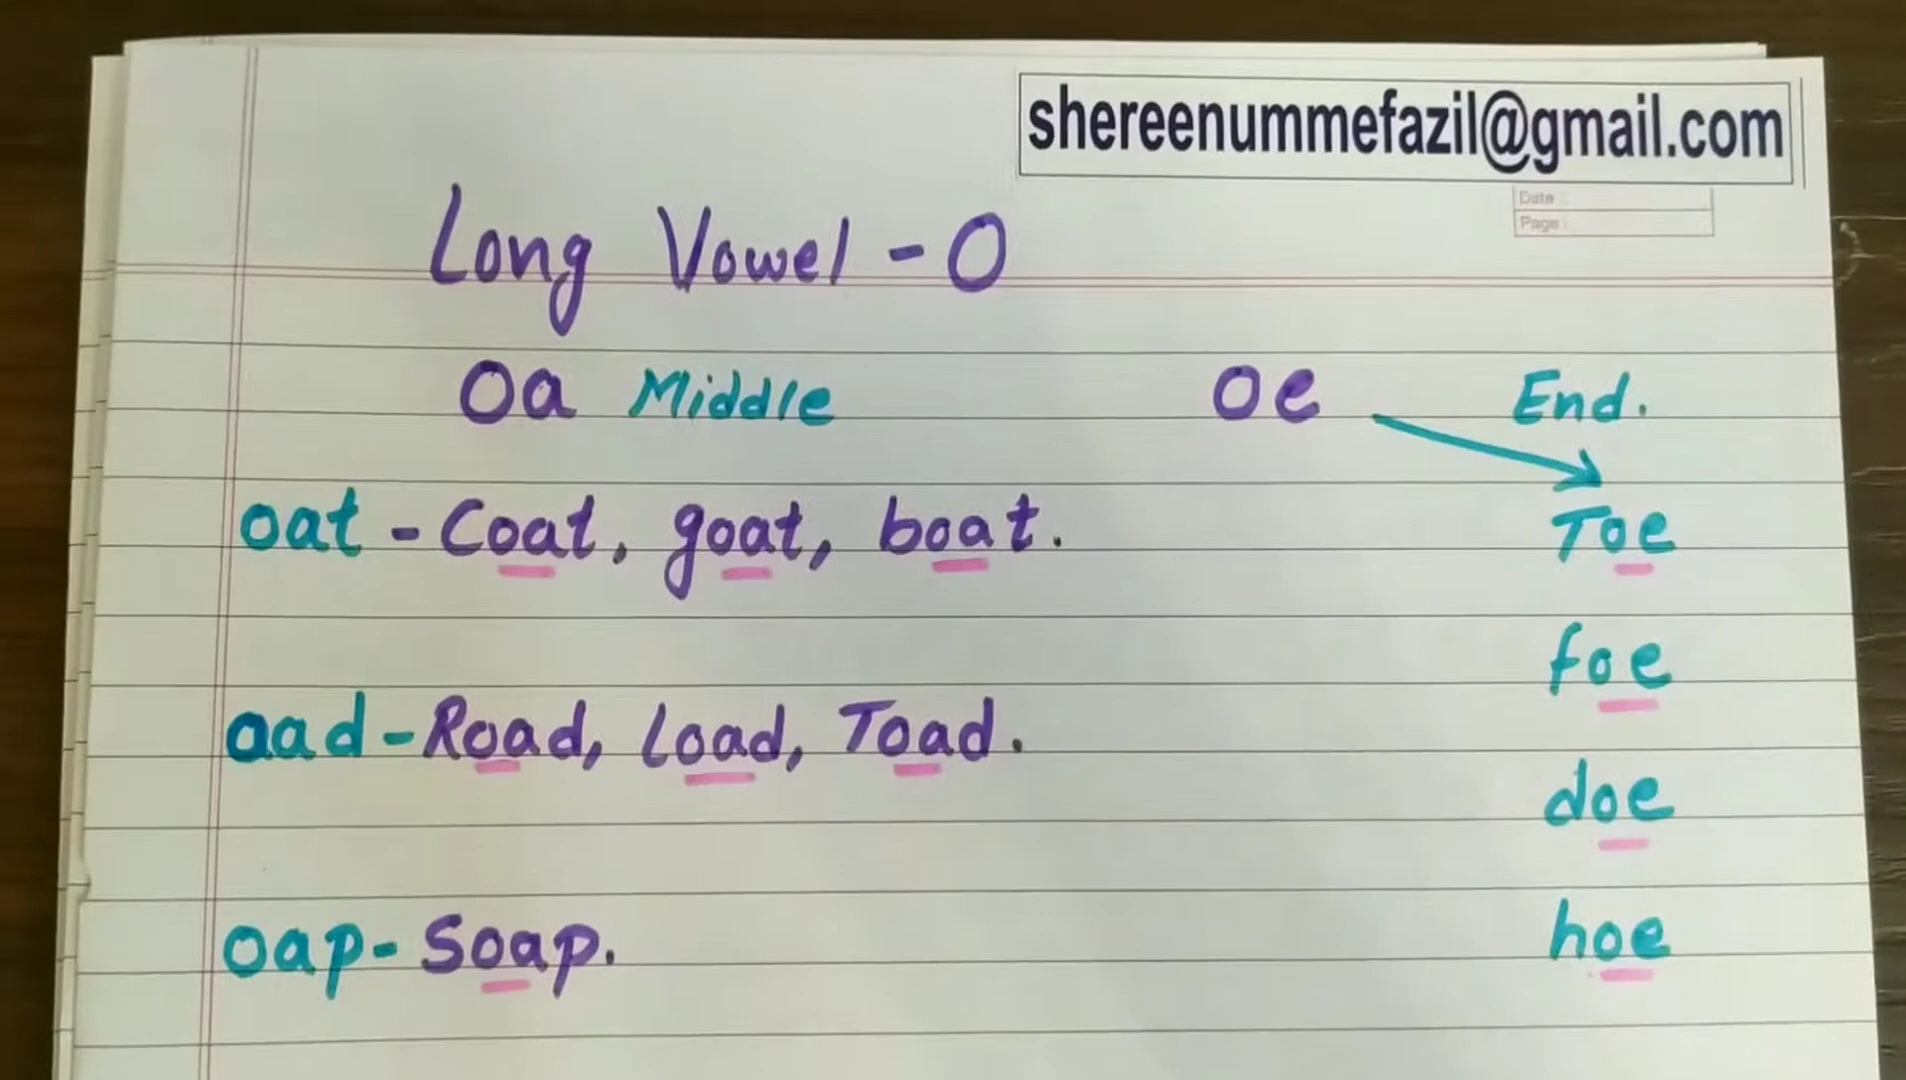 shereenummefazil@gmail.com
Date :
Page :
Long Vowel - O
Oa Middle Oe End.
oat - Coat, goat, boat. Toe
foe
oad - Road, Load, Toad.
doe
oap - Soap. hoe